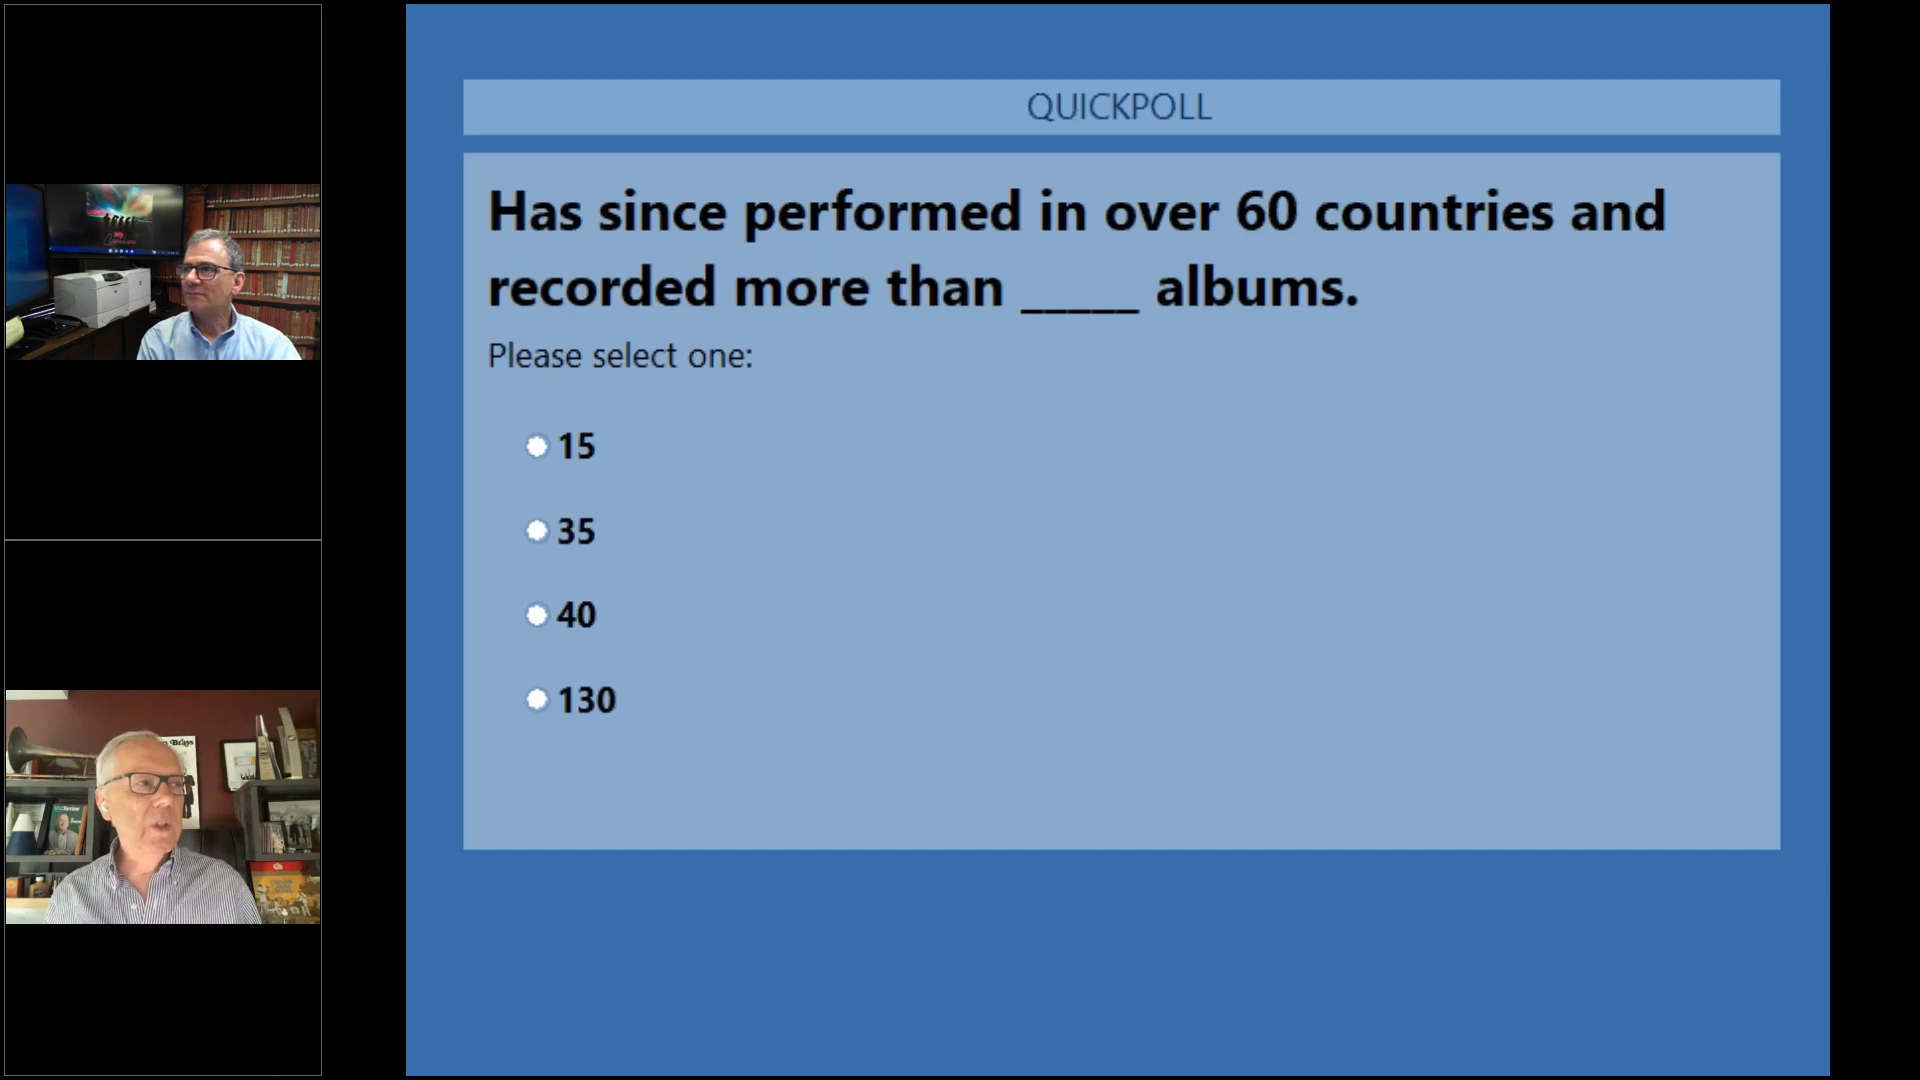 QUICKPOLL
Has since performed in over 60 countries and
recorded more than _____ albums.
Please select one:
15
35
40
130
Brass